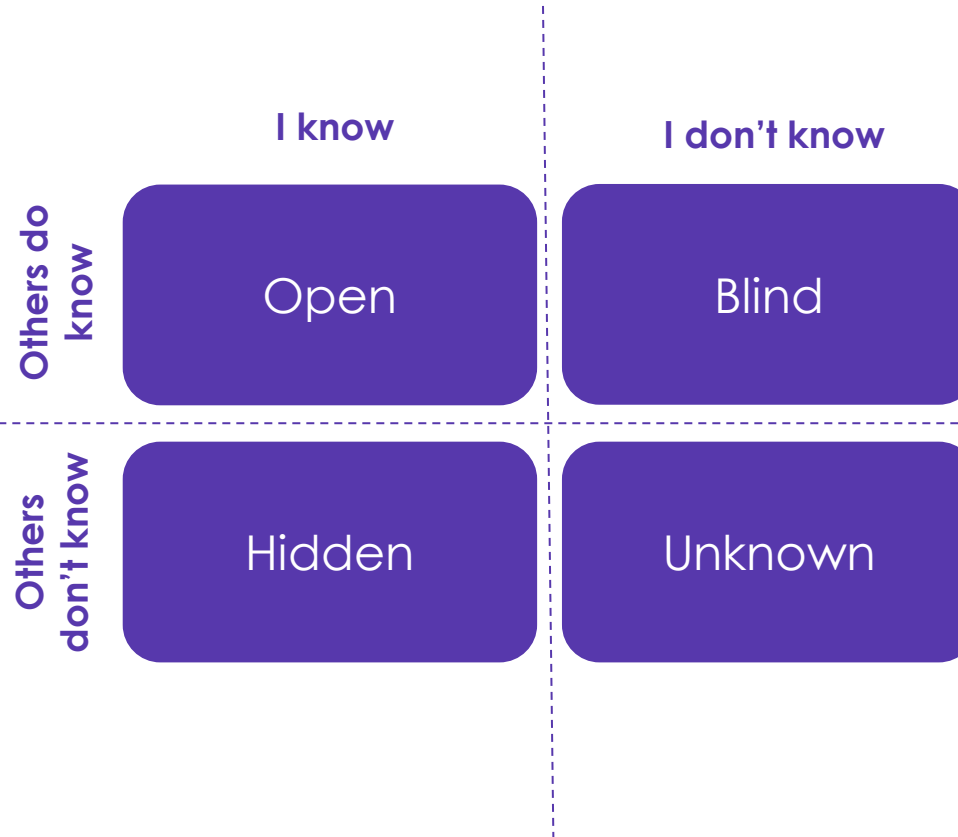 I know
I don't know
Others do
know
Open
Blind
Others
don't know
Hidden
Unknown